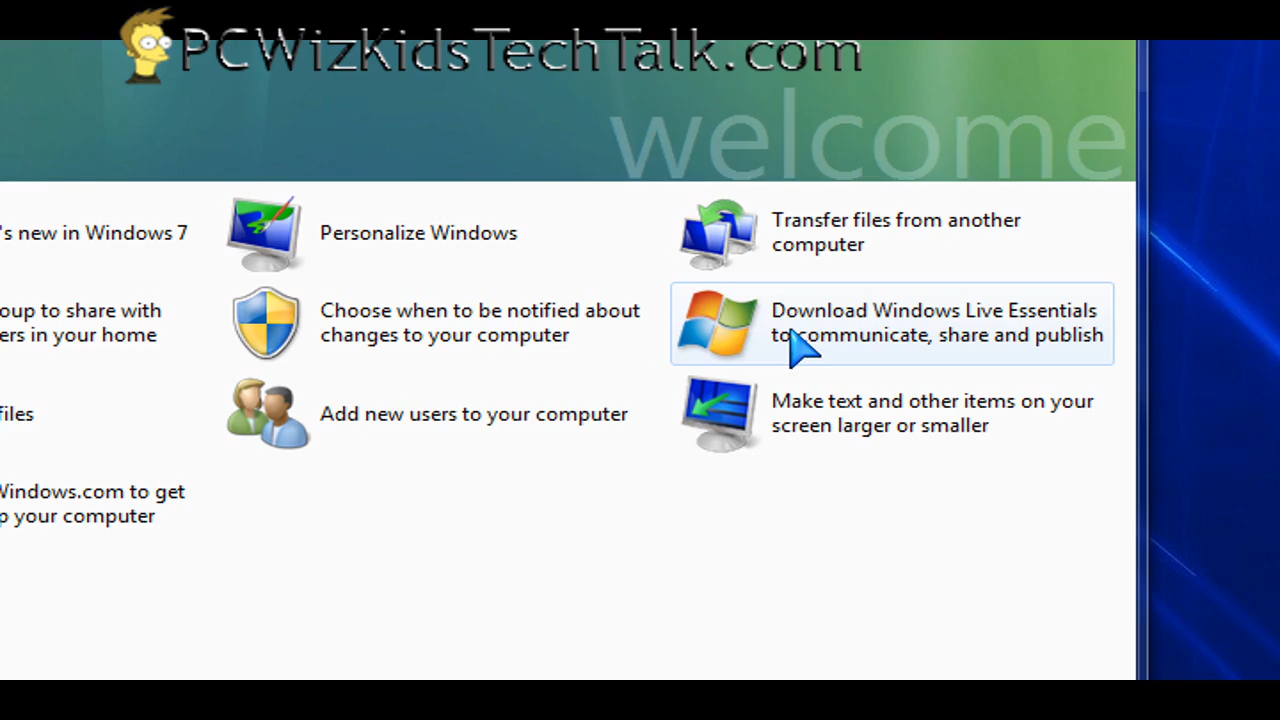 PCWizKidsTechTalk.com
welcome
's new in Windows 7
Personalize Windows
Transfer files from another
computer
oup to share with
ers in your home
Choose when to be notified about
changes to your computer
Download Windows Live Essentials
to communicate, share and publish
files
Add new users to your computer
Make text and other items on your
screen larger or smaller
Windows.com to get
p your computer